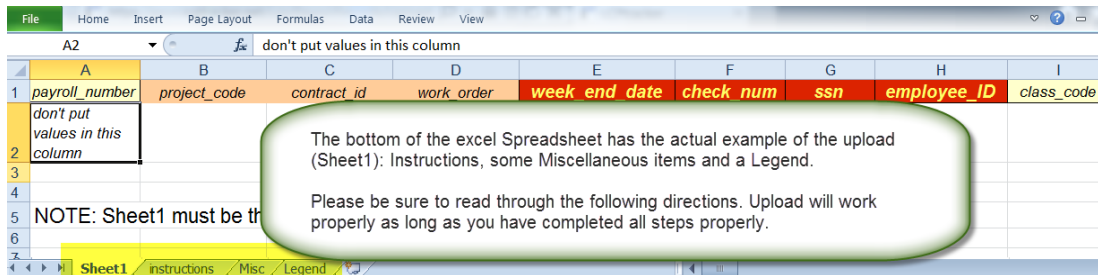 File Home Insert Page Layout Formulas Data Review View
A2 fx don't put values in this column
A B C D E F G H I
1 payroll_number project_code contract_id work_order week_end_date check_num ssn employee_ID class_code
don't put
values in this
2 column
The bottom of the excel Spreadsheet has the actual example of the upload
(Sheet1): Instructions, some Miscellaneous items and a Legend.
3
4
Please be sure to read through the following directions. Upload will work
properly as long as you have completed all steps properly.
5 NOTE: Sheet1 must be
6
7
Sheet1 instructions Misc Legend